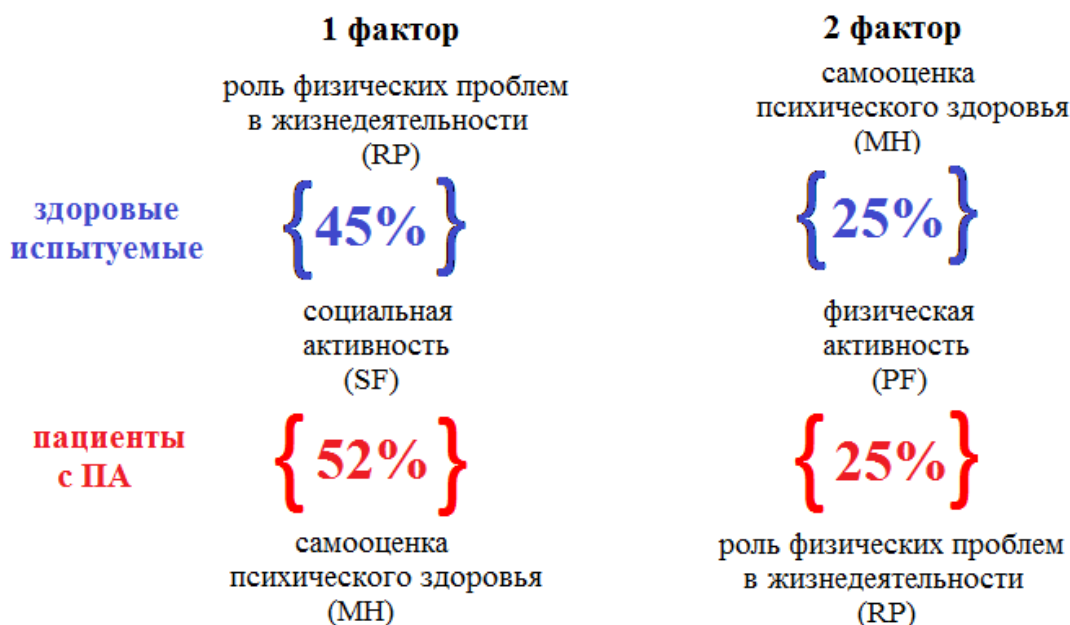 1 фактор
2 фактор
роль физических проблем
в жизнедеятельности
(RP)
самооценка
психического здоровья
(MH)
здоровые
испытуемые
{45%}
{25%}
социальная
активность
(SF)
физическая
активность
(PF)
пациенты
с ПА
{52%}
{25%}
самооценка
психического здоровья
(MH)
роль физических проблем
в жизнедеятельности
(RP)